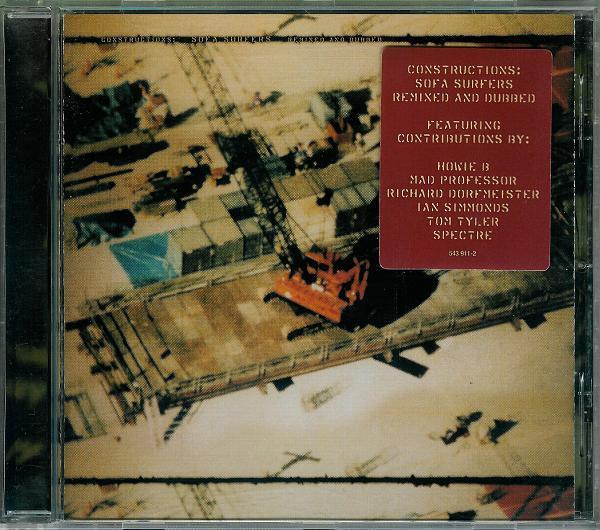 CONSTRUCTIONS: SOFA SURFERS REMIXED AND DUBBED
CONSTRUCTIONS:
SOFA SURFERS
REMIXED AND DUBBED
FEATURING
CONTRIBUTIONS BY:
HOWIE B
MAD PROFESSOR
RICHARD DORFMEISTER
IAN SIMMONDS
TOM TYLER
SPECTRE
543 911-2